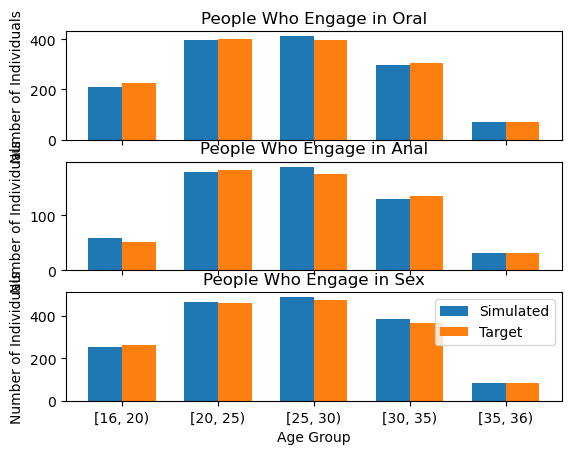 People Who Engage in Oral
Number of Individuals
400
200
0
People Who Engage in Anal
Number of Individuals
100
0
People Who Engage in Sex
Number of Individuals
400
200
0
Simulated
Target
[16, 20)
[20, 25)
[25, 30)
[30, 35)
[35, 36)
Age Group